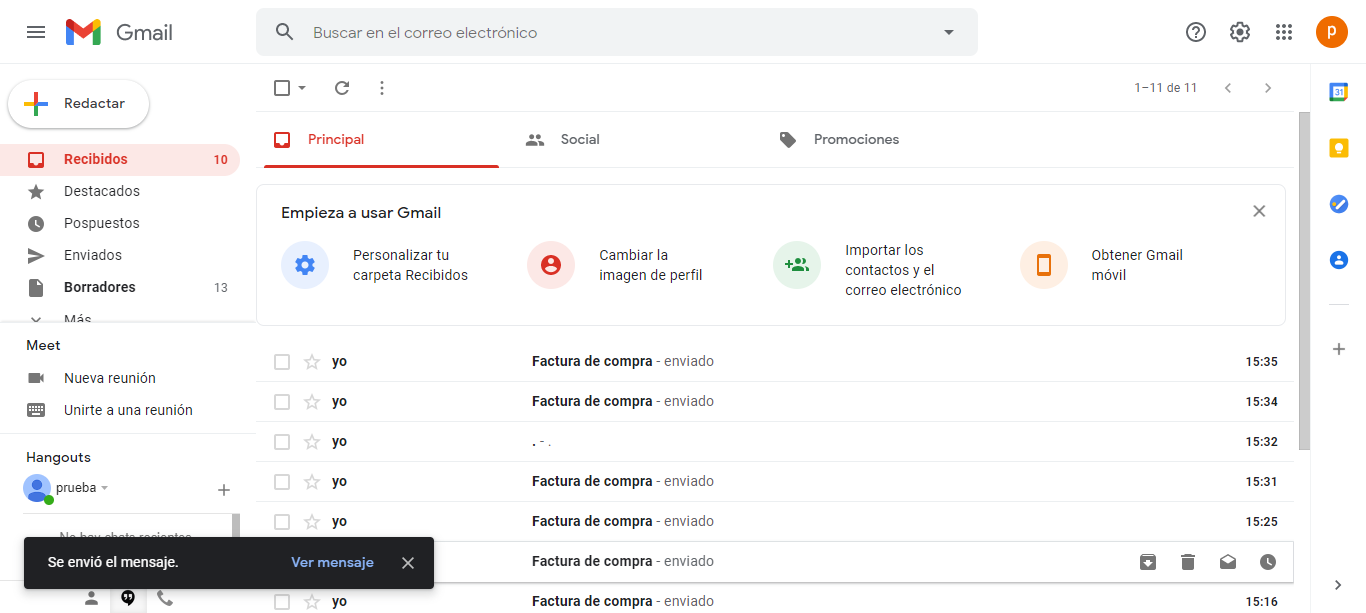 Gmail
Buscar en el correo electrónico
P
Redactar
1–11 de 11
31
Recibidos 10
Destacados
Pospuestos
Enviados
Borradores 13
Más
Principal
Social
Promociones
Empieza a usar Gmail
Personalizar tu
carpeta Recibidos
Cambiar la
imagen de perfil
Importar los
contactos y el
correo electrónico
Obtener Gmail
móvil
Meet
Nueva reunión
Unirte a una reunión
Hangouts
prueba
No hay chats recientes
yo Factura de compra - enviado 15:35
yo Factura de compra - enviado 15:34
yo . - . 15:32
yo Factura de compra - enviado 15:31
yo Factura de compra - enviado 15:25
Factura de compra - enviado
yo Factura de compra - enviado 15:16
Se envió el mensaje. Ver mensaje